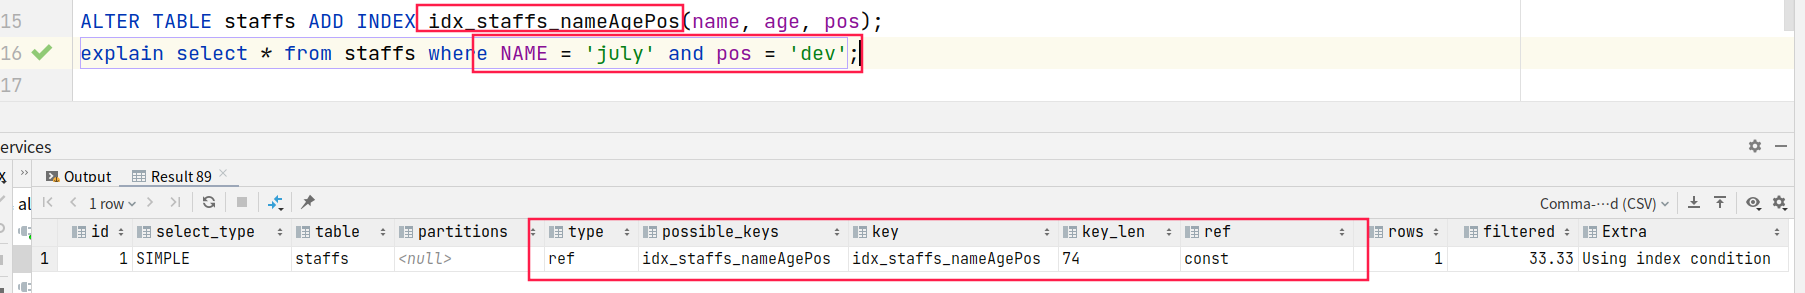 15 ALTER TABLE staffs ADD INDEX idx_staffs_nameAgePos(name, age, pos);
16 explain select * from staffs where NAME = 'july' and pos = 'dev';
17
ervices
Output Result 89
al 1 row Comma-...d (CSV)
id select_type table partitions type possible_keys key key_len ref rows filtered Extra
1 1 SIMPLE staffs <null> ref idx_staffs_nameAgePos idx_staffs_nameAgePos 74 const 1 33.33 Using index condition